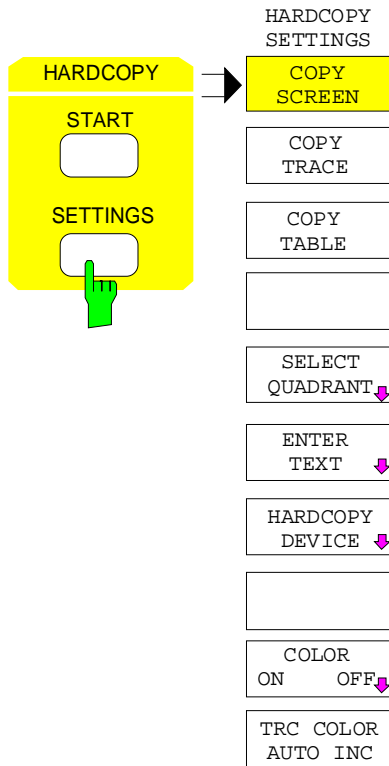 HARDCOPY
START
SETTINGS
HARDCOPY
SETTINGS
COPY
SCREEN
COPY
TRACE
COPY
TABLE
SELECT
QUADRANT
ENTER
TEXT
HARDCOPY
DEVICE
COLOR
ON OFF
TRC COLOR
AUTO INC